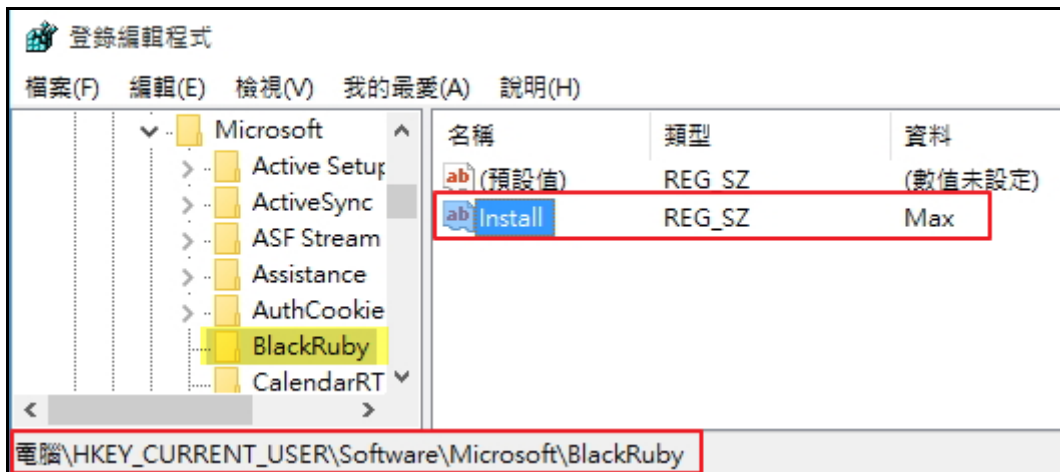 登錄編輯程式
檔案(F) 編輯(E) 檢視(V) 我的最愛(A) 說明(H)
Microsoft
Active Setup
ActiveSync
ASF Stream
Assistance
AuthCookie
BlackRuby
CalendarRT
名稱 類型 資料
ab (預設值) REG_SZ (數值未設定)
ab Install REG_SZ Max
電腦\HKEY_CURRENT_USER\Software\Microsoft\BlackRuby